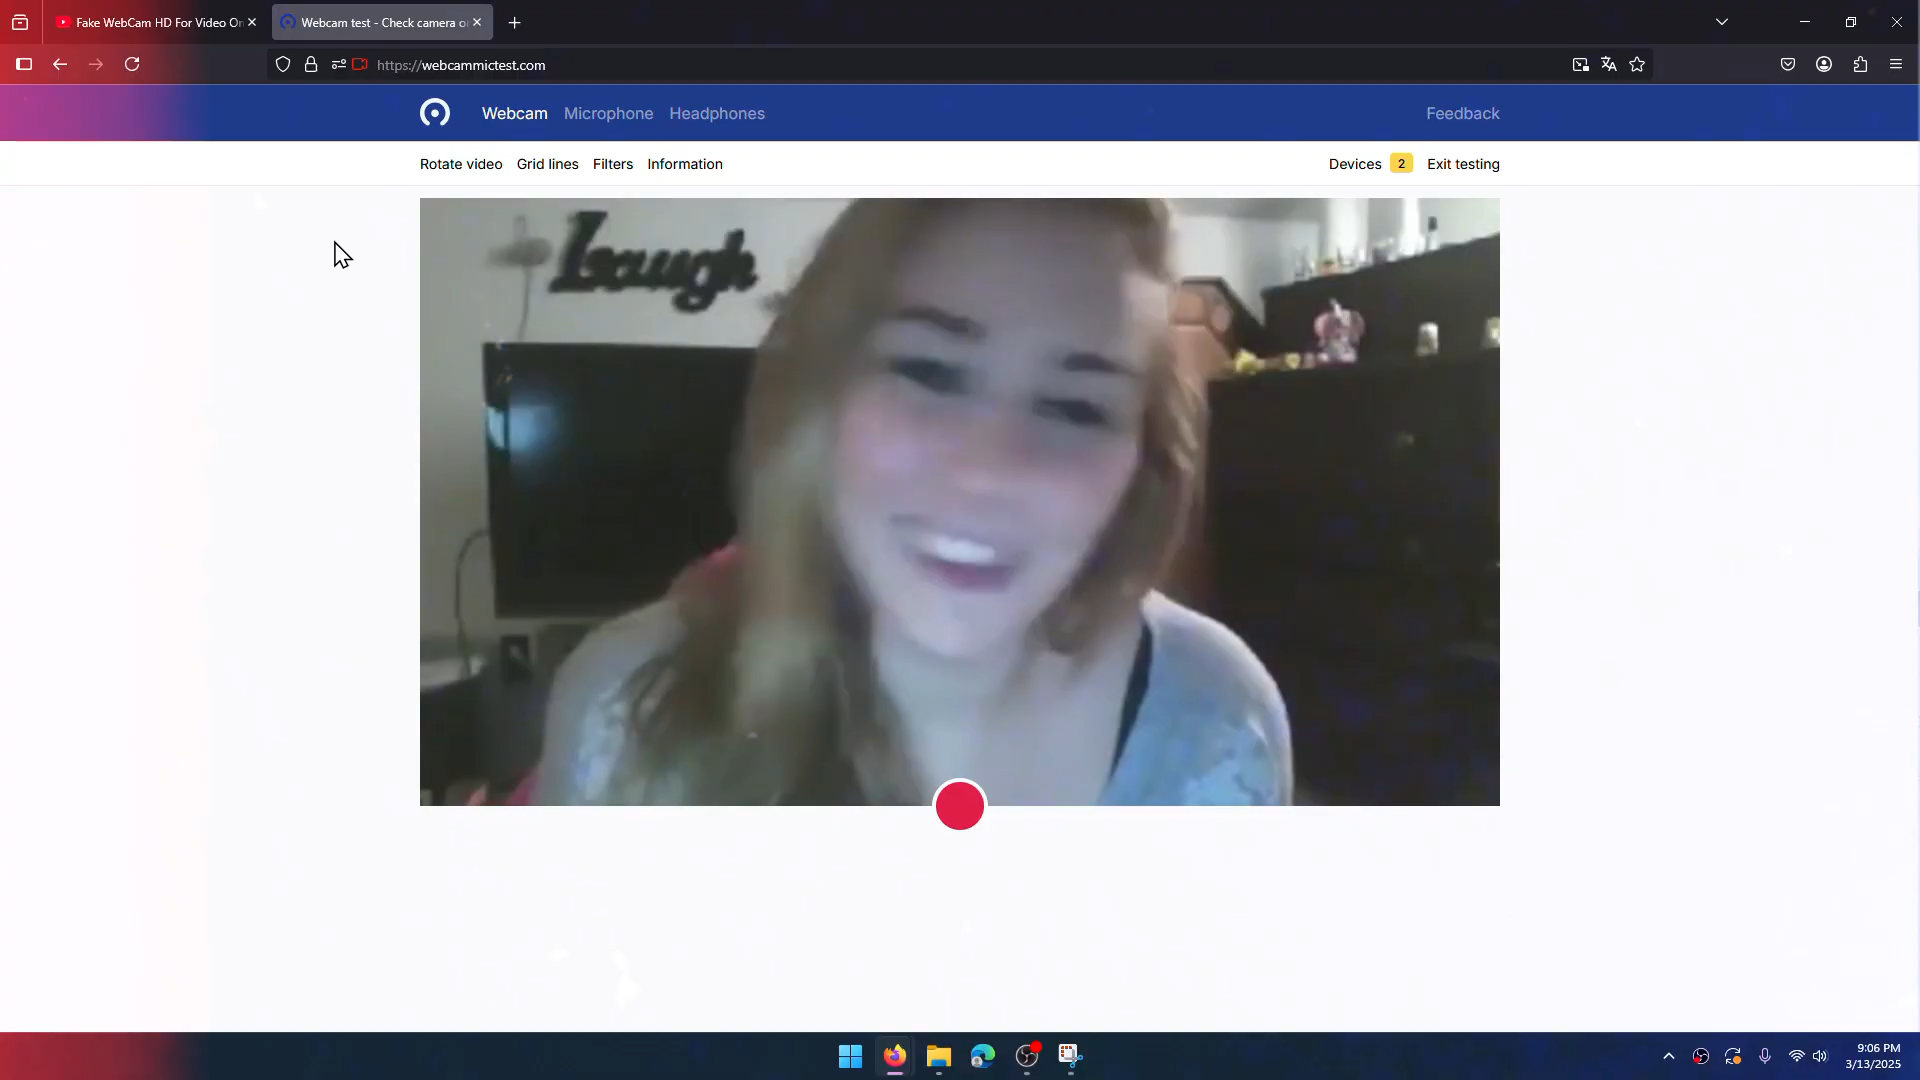 Fake WebCam HD For Video On
Webcam test - Check camera o
https://webcammictest.com
Webcam
Microphone
Headphones
Feedback
Rotate video
Grid lines
Filters
Information
Devices
2
Exit testing
Laugh
9:06 PM
3/13/2025